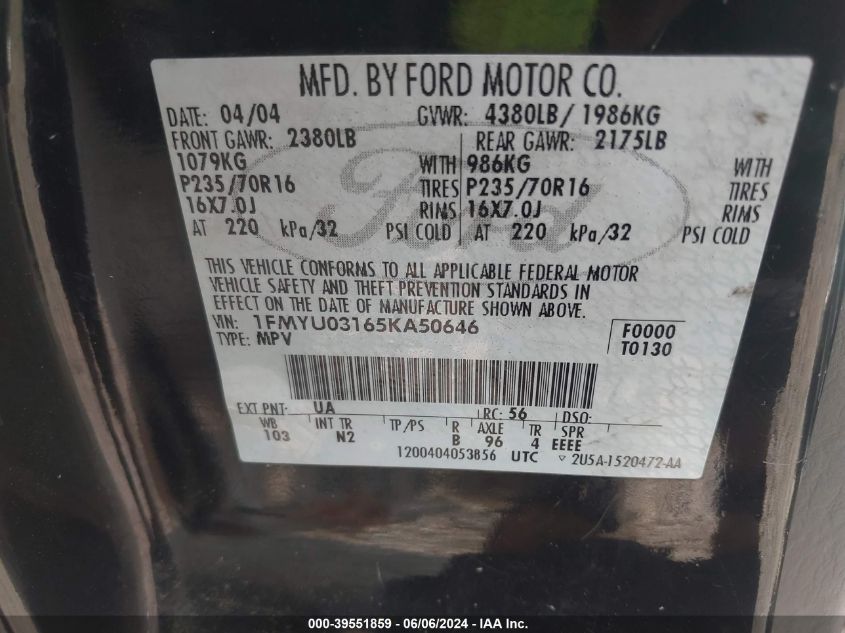 MFD. BY FORD MOTOR CO.
DATE: 04/04 GVWR: 4380LB/ 1986KG
FRONT GAWR: 2380LB REAR GAWR: 2175LB
1079KG WITH 986KG WITH
P235/70R16 TIRES P235/70R16 TIRES
16X7.0J RIMS 16X7.0J RIMS
AT 220 kPa/32 PSI COLD AT 220 kPa/32 PSI COLD
Ford
THIS VEHICLE CONFORMS TO ALL APPLICABLE FEDERAL MOTOR
VEHICLE SAFETY AND THEFT PREVENTION STANDARDS IN
EFFECT ON THE DATE OF MANUFACTURE SHOWN ABOVE.
VIN: 1FMYU03165KA50646 F0000
TYPE: MPV T0130
EXT PNT: UA RC: 56 DSO:
WB INT TR TP/PS R AXLE TR SPR
103 N2 B 96 4 EEEE
1200404053856 UTC ▽ 2U5A-1520472-AA
000-39551859 - 06/06/2024 - IAA Inc.